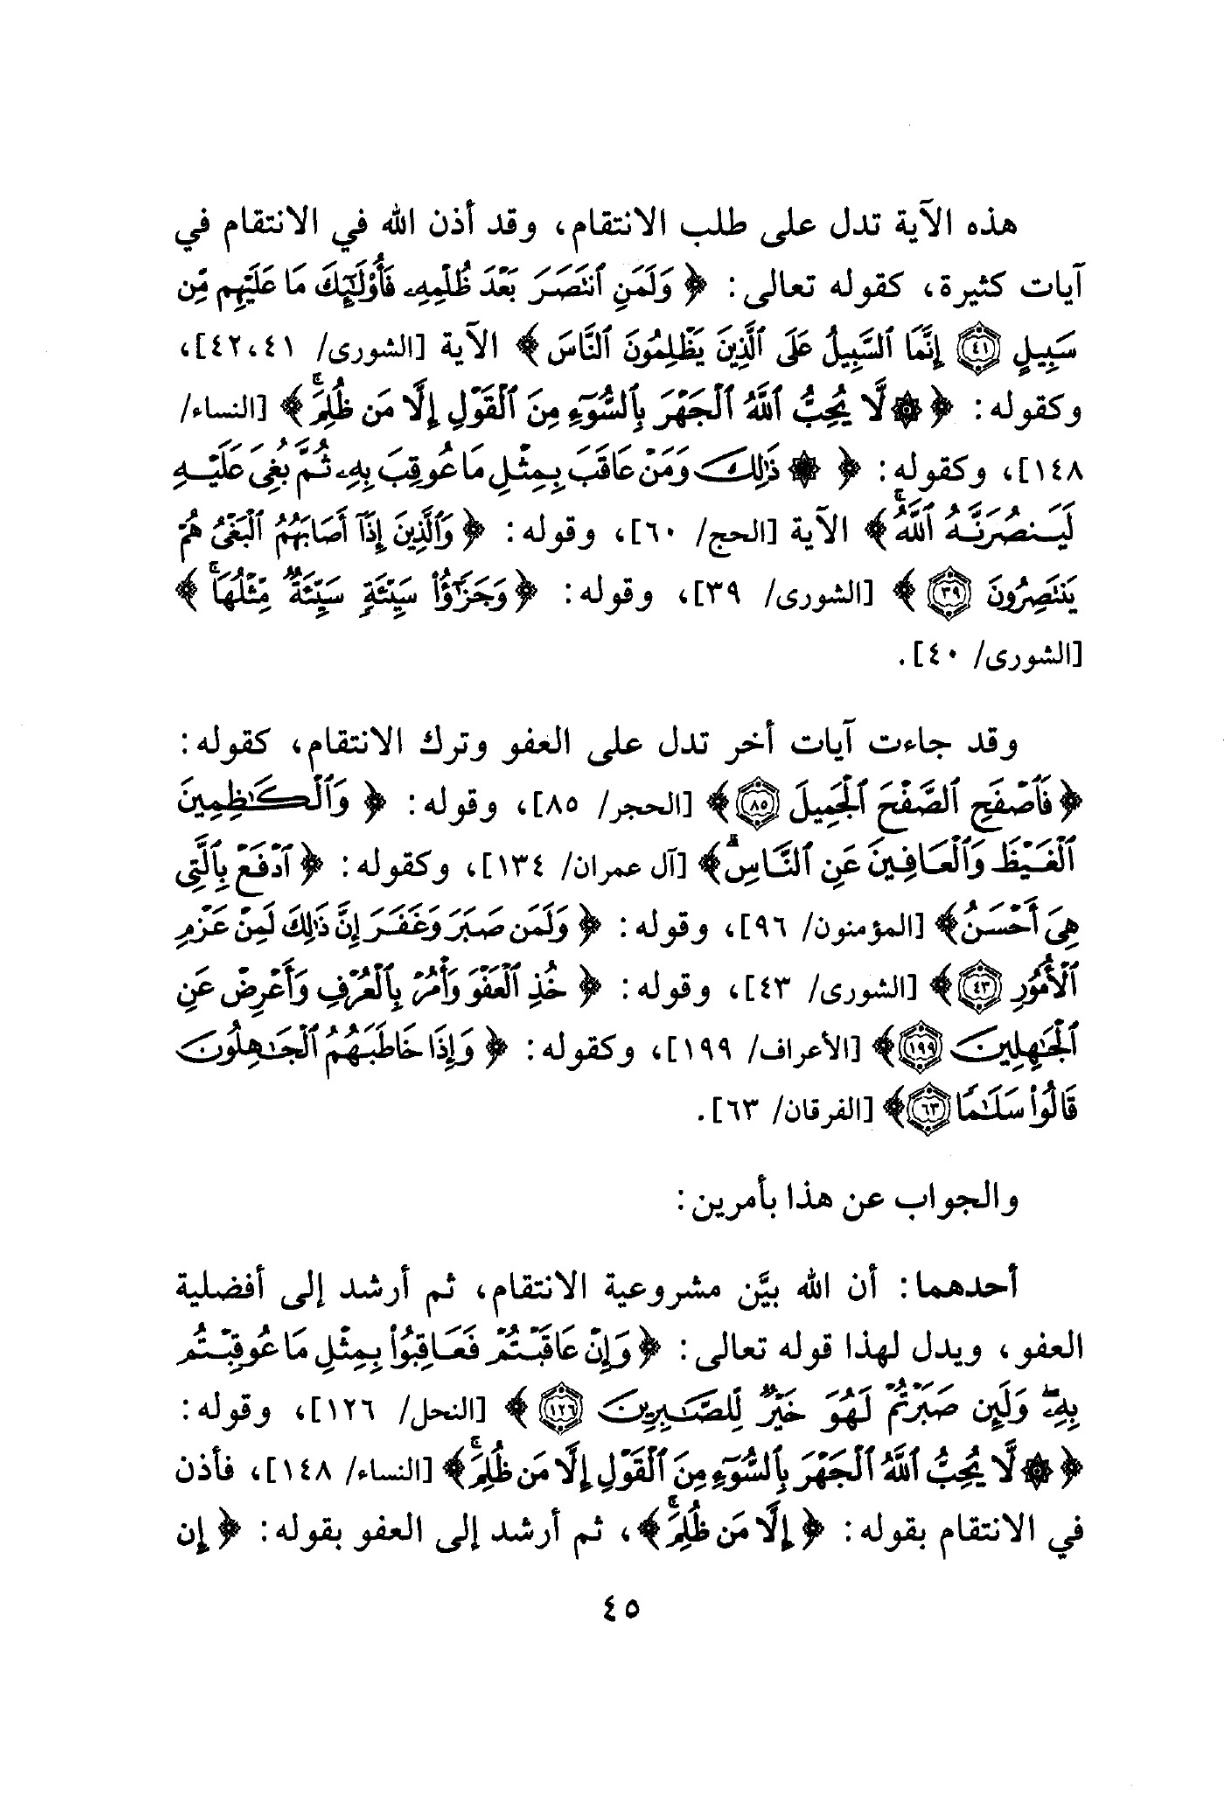 هذه الآية تدل على طلب الانتقام، وقد أذن الله في الانتقام في
آيات كثيرة، كقوله تعالى: ﴿ وَلَمَنِ ٱنتَصَرَ بَعْدَ ظُلْمِهِۦ فَأُوْلَٰٓئِكَ مَا عَلَيْهِم مِّن
سَبِيلٍ ﴿٤١﴾ إِنَّمَا ٱلسَّبِيلُ عَلَى ٱلَّذِينَ يَظْلِمُونَ ٱلنَّاسَ ﴾ الآية [الشورى/ ٤٢،٤١]،
وكقوله: ﴿ ۞ لَّا يُحِبُّ ٱللَّهُ ٱلْجَهْرَ بِٱلسُّوٓءِ مِنَ ٱلْقَوْلِ إِلَّا مَن ظُلِمَ ۚ ﴾ [النساء/
١٤٨]، وكقوله: ﴿ ۞ ذَٰلِكَ وَمَنْ عَاقَبَ بِمِثْلِ مَا عُوقِبَ بِهِۦ ثُمَّ بُغِىَ عَلَيْهِ
لَيَنصُرَنَّهُ ٱللَّهُ ۚ ﴾ الآية [الحج/ ٦٠]، وقوله: ﴿ وَٱلَّذِينَ إِذَآ أَصَابَهُمُ ٱلْبَغْىُ هُمْ
يَنتَصِرُونَ ﴿٣٩﴾ ﴾ [الشورى/ ٣٩]، وقوله: ﴿ وَجَزَٰٓؤُاْ سَيِّئَةٍ سَيِّئَةٌ مِّثْلُهَا ۚ ﴾
[الشورى/ ٤٠].
وقد جاءت آيات أخر تدل على العفو وترك الانتقام، كقوله:
﴿ فَٱصْفَحِ ٱلصَّفْحَ ٱلْجَمِيلَ ﴿٨٥﴾ ﴾ [الحجر/ ٨٥]، وقوله: ﴿ وَٱلْكَٰظِمِينَ
ٱلْغَيْظَ وَٱلْعَافِينَ عَنِ ٱلنَّاسِ ۗ ﴾ [آل عمران/ ١٣٤]، وكقوله: ﴿ ٱدْفَعْ بِٱلَّتِى
هِىَ أَحْسَنُ ﴾ [المؤمنون/ ٩٦]، وقوله: ﴿ وَلَمَن صَبَرَ وَغَفَرَ إِنَّ ذَٰلِكَ لَمِنْ عَزْمِ
ٱلْأُمُورِ ﴿٤٣﴾ ﴾ [الشورى/ ٤٣]، وقوله: ﴿ خُذِ ٱلْعَفْوَ وَأْمُرْ بِٱلْعُرْفِ وَأَعْرِضْ عَنِ
ٱلْجَٰهِلِينَ ﴿١٩٩﴾ ﴾ [الأعراف/ ١٩٩]، وكقوله: ﴿ وَإِذَا خَاطَبَهُمُ ٱلْجَٰهِلُونَ
قَالُواْ سَلَٰمًا ﴿٦٣﴾ ﴾ [الفرقان/ ٦٣].
والجواب عن هذا بأمرين:
أحدهما: أن الله بيَّن مشروعية الانتقام، ثم أرشد إلى أفضلية
العفو، ويدل لهذا قوله تعالى: ﴿ وَإِنْ عَاقَبْتُمْ فَعَاقِبُواْ بِمِثْلِ مَا عُوقِبْتُم
بِهِۦ ۖ وَلَئِن صَبَرْتُمْ لَهُوَ خَيْرٌ لِّلصَّٰبِرِينَ ﴿١٢٦﴾ ﴾ [النحل/ ١٢٦]، وقوله:
﴿ ۞ لَّا يُحِبُّ ٱللَّهُ ٱلْجَهْرَ بِٱلسُّوٓءِ مِنَ ٱلْقَوْلِ إِلَّا مَن ظُلِمَ ۚ ﴾ [النساء/ ١٤٨]، فأذن
في الانتقام بقوله: ﴿ إِلَّا مَن ظُلِمَ ۚ ﴾، ثم أرشد إلى العفو بقوله: ﴿ إِن
٤٥